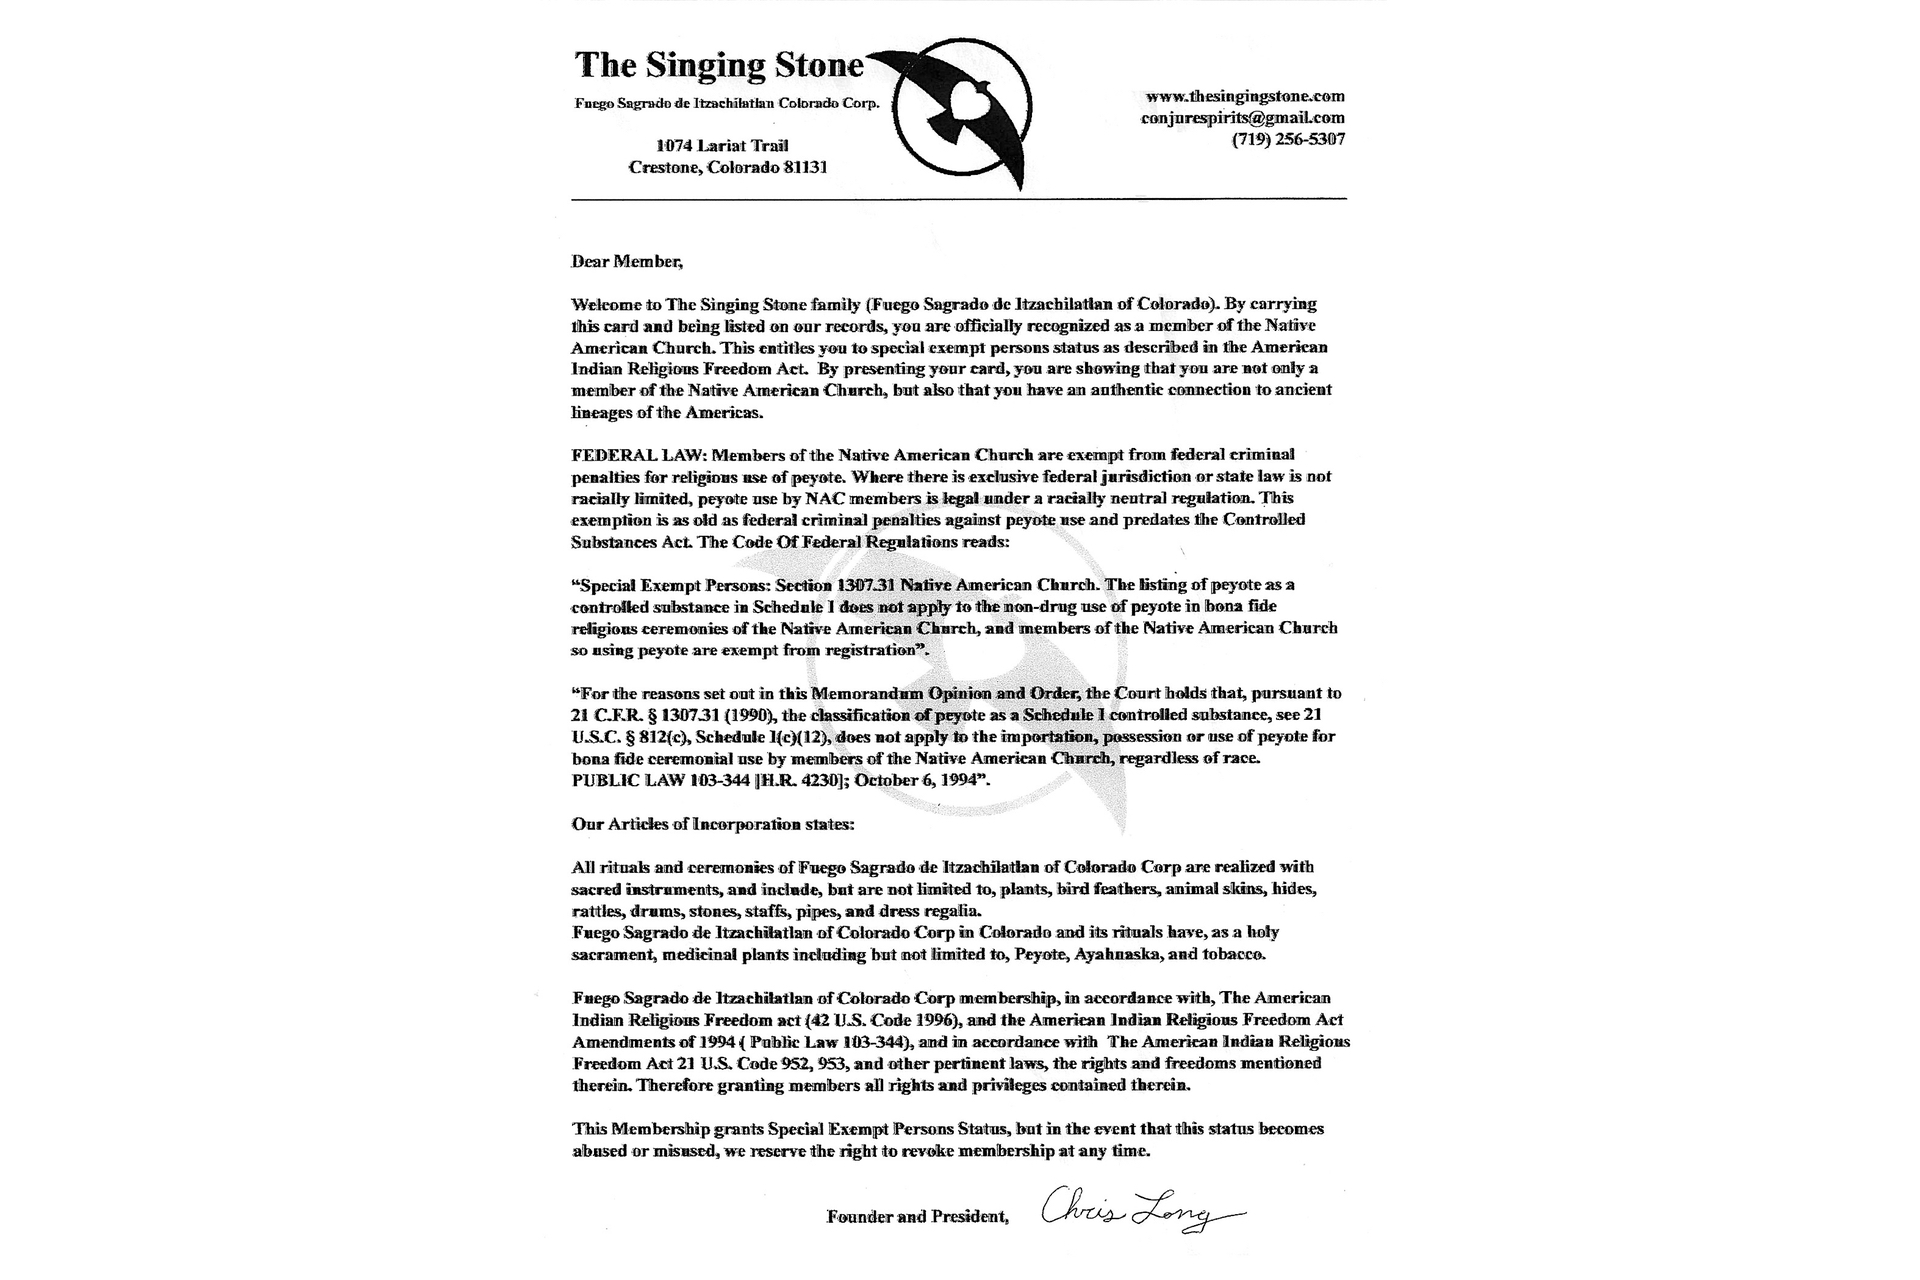 The Singing Stone
Fuego Sagrado de Itzachilatlan Colorado Corp.
1074 Lariat Trail
Crestone, Colorado 81131
www.thesingingstone.com
conjurespirits@gmail.com
(719) 256-5307
Dear Member,
Welcome to The Singing Stone family (Fuego Sagrado de Itzachilatlan of Colorado). By carrying
this card and being listed on our records, you are officially recognized as a member of the Native
American Church. This entitles you to special exempt persons status as described in the American
Indian Religious Freedom Act. By presenting your card, you are showing that you are not only a
member of the Native American Church, but also that you have an authentic connection to ancient
lineages of the Americas.
FEDERAL LAW: Members of the Native American Church are exempt from federal criminal
penalties for religious use of peyote. Where there is exclusive federal jurisdiction or state law is not
racially limited, peyote use by NAC members is legal under a racially neutral regulation. This
exemption is as old as federal criminal penalties against peyote use and predates the Controlled
Substances Act. The Code Of Federal Regulations reads:
“Special Exempt Persons: Section 1307.31 Native American Church. The listing of peyote as a
controlled substance in Schedule I does not apply to the non-drug use of peyote in bona fide
religious ceremonies of the Native American Church, and members of the Native American Church
so using peyote are exempt from registration”.
“For the reasons set out in this Memorandum Opinion and Order, the Court holds that, pursuant to
21 C.F.R. § 1307.31 (1990), the classification of peyote as a Schedule I controlled substance, see 21
U.S.C. § 812(c), Schedule I(c)(12), does not apply to the importation, possession or use of peyote for
bona fide ceremonial use by members of the Native American Church, regardless of race.
PUBLIC LAW 103-344 [H.R. 4230]; October 6, 1994”.
Our Articles of Incorporation states:
All rituals and ceremonies of Fuego Sagrado de Itzachilatlan of Colorado Corp are realized with
sacred instruments, and include, but are not limited to, plants, bird feathers, animal skins, hides,
rattles, drums, stones, staffs, pipes, and dress regalia.
Fuego Sagrado de Itzachilatlan of Colorado Corp in Colorado and its rituals have, as a holy
sacrament, medicinal plants including but not limited to, Peyote, Ayahuaska, and tobacco.
Fuego Sagrado de Itzachilatlan of Colorado Corp membership, in accordance with, The American
Indian Religious Freedom act (42 U.S. Code 1996), and the American Indian Religious Freedom Act
Amendments of 1994 ( Public Law 103-344), and in accordance with The American Indian Religious
Freedom Act 21 U.S. Code 952, 953, and other pertinent laws, the rights and freedoms mentioned
therein. Therefore granting members all rights and privileges contained therein.
This Membership grants Special Exempt Persons Status, but in the event that this status becomes
abused or misused, we reserve the right to revoke membership at any time.
Founder and President, Chris Long